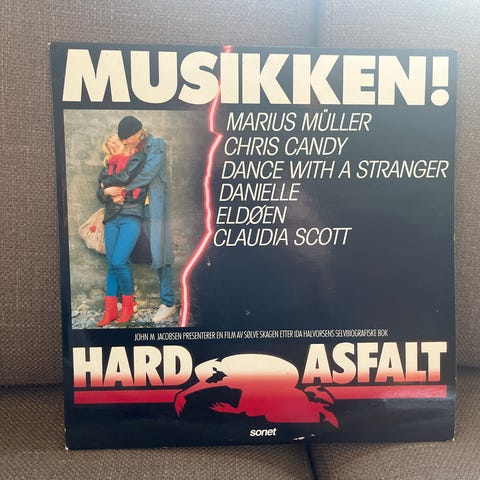 MUSIKKEN!
MARIUS MÜLLER
CHRIS CANDY
DANCE WITH A STRANGER
DANIELLE
ELDØEN
CLAUDIA SCOTT
JOHN M JACOBSEN PRESENTERER EN FILM AV SØLVE SKAGEN ETTER IDA HALVORSENS SELVBIOGRAFISKE BOK
HARD ASFALT
sonet